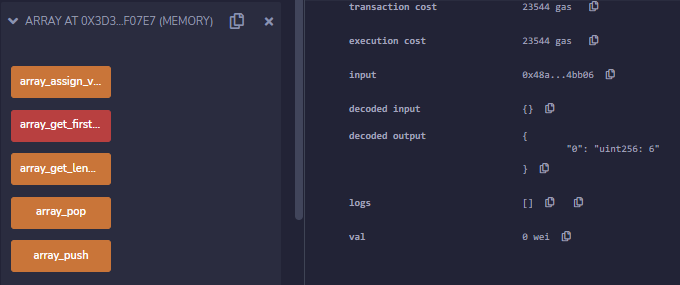 ARRAY AT 0X3D3...F07E7 (MEMORY)
array_assign_v...
array_get_first...
array_get_len...
array_pop
array_push
transaction cost 23544 gas
execution cost 23544 gas
input 0x48a...4bb06
decoded input {}
decoded output {
"0": "uint256: 6"
}
logs []
val 0 wei